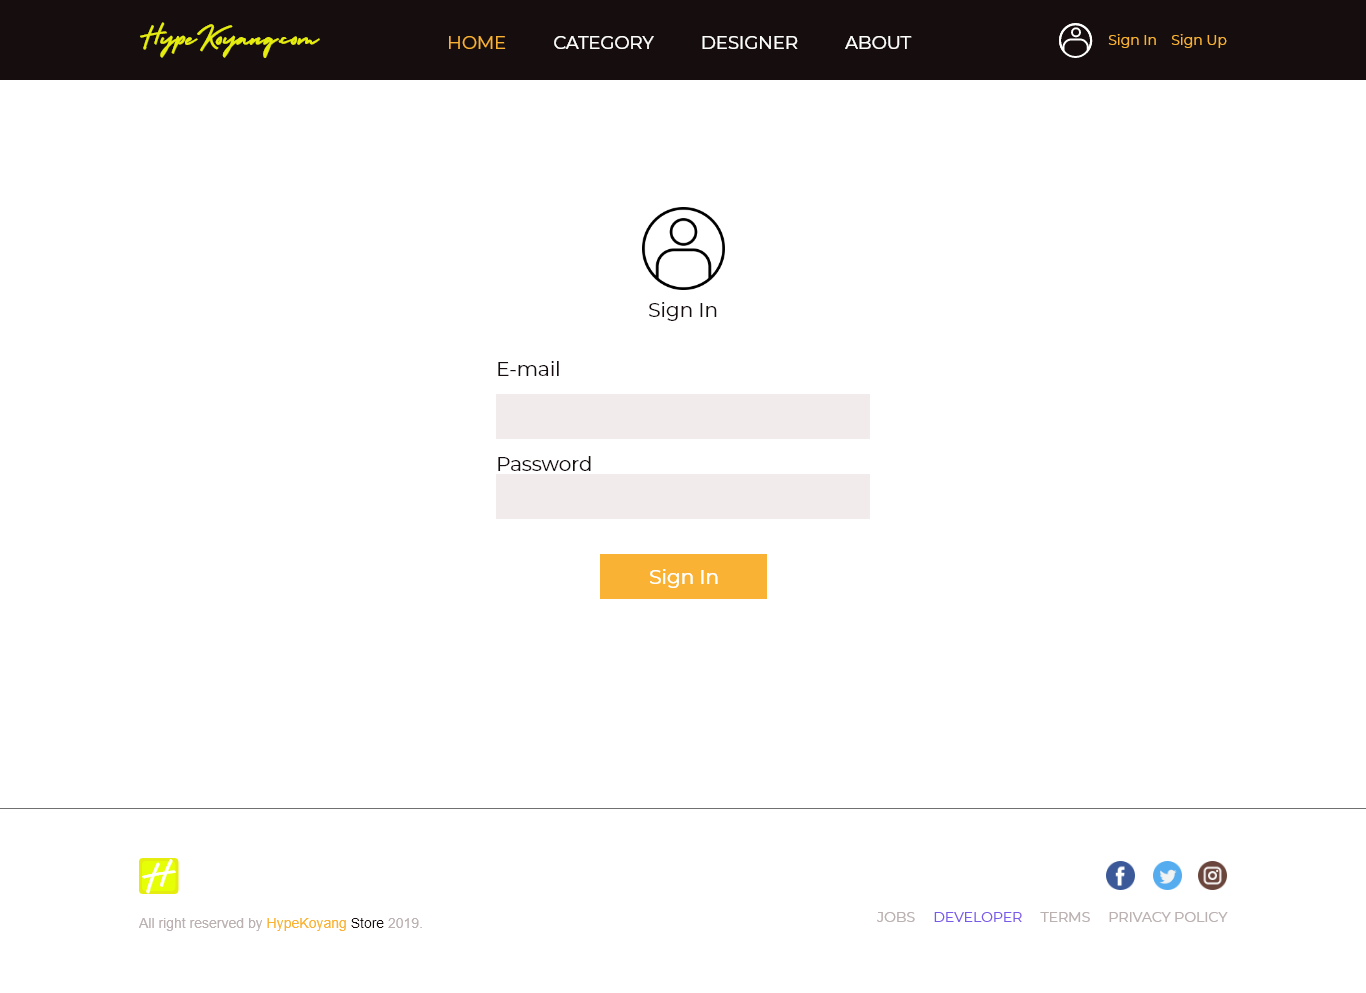 HypeKoyang.com
HOME CATEGORY DESIGNER ABOUT
Sign In Sign Up
Sign In
E-mail
Password
Sign In
H
All right reserved by HypeKoyang Store 2019.
JOBS DEVELOPER TERMS PRIVACY POLICY